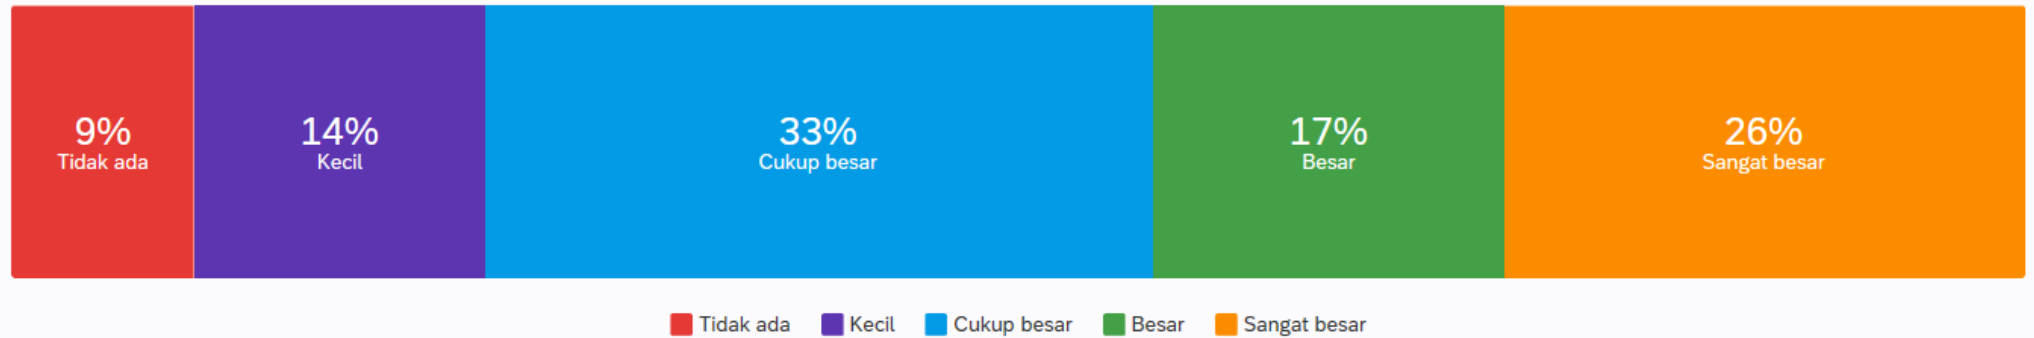 9%
Tidak ada
14%
Kecil
33%
Cukup besar
17%
Besar
26%
Sangat besar
Tidak ada Kecil Cukup besar Besar Sangat besar